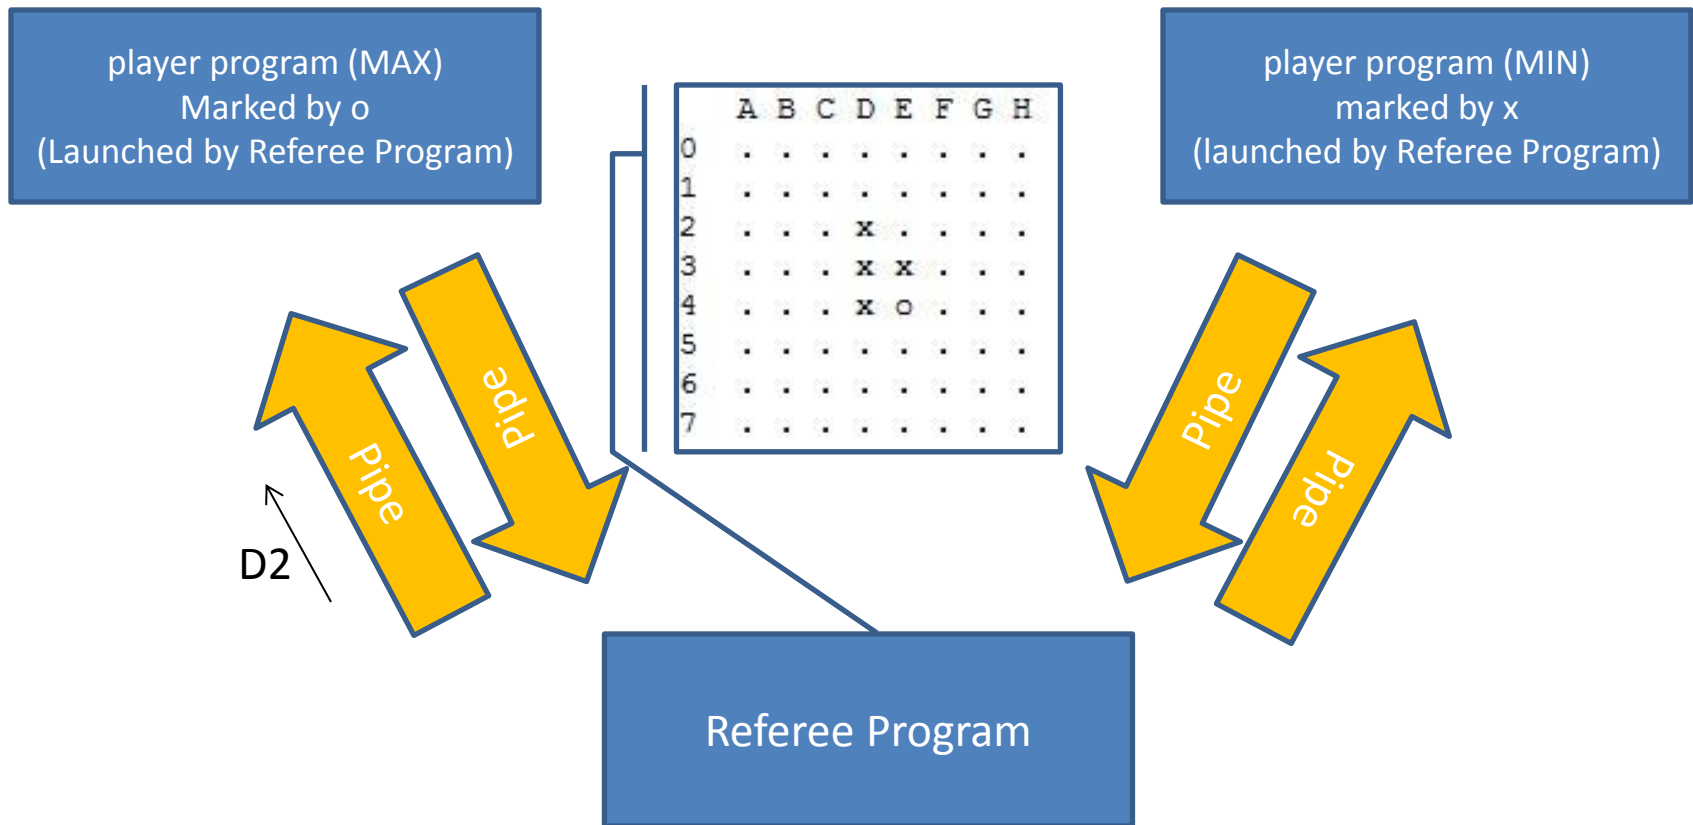 player program (MAX)
Marked by o
(Launched by Referee Program)
A B C D E F G H
0 . . . . . . . .
1 . . . . . . . .
2 . . . x . . . .
3 . . . x x . . .
4 . . . x o . . .
5 . . . . . . . .
6 . . . . . . . .
7 . . . . . . . .
player program (MIN)
marked by x
(launched by Referee Program)
Pipe
Pipe
Pipe
Pipe
D2
Referee Program